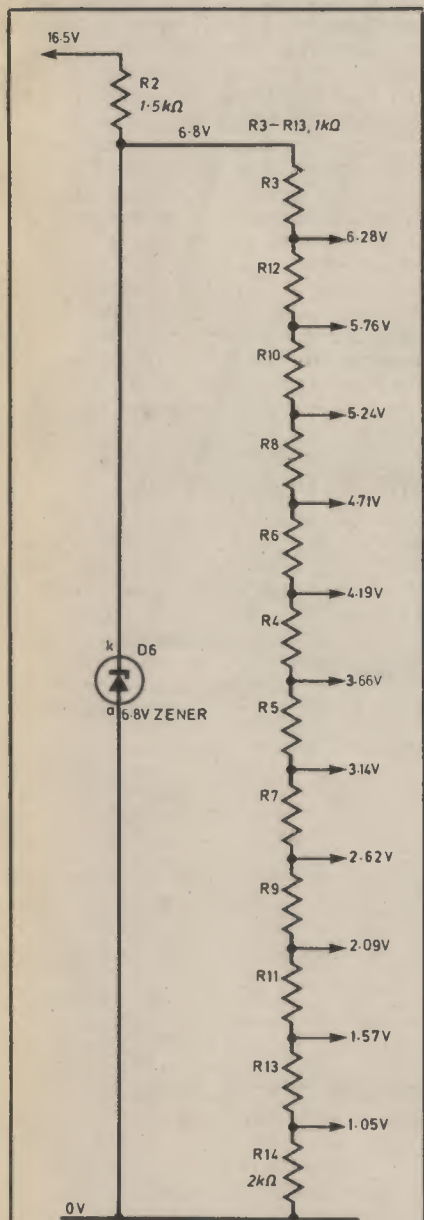 16·5V
R2
1·5kΩ
6·8V
R3–R13, 1kΩ
R3
6·28V
R12
5·76V
R10
5·24V
R8
4·71V
R6
4·19V
R4
k
D6
3·66V
a
6·8V ZENER
R5
3·14V
R7
2·62V
R9
2·09V
R11
1·57V
R13
1·05V
R14
2kΩ
0V